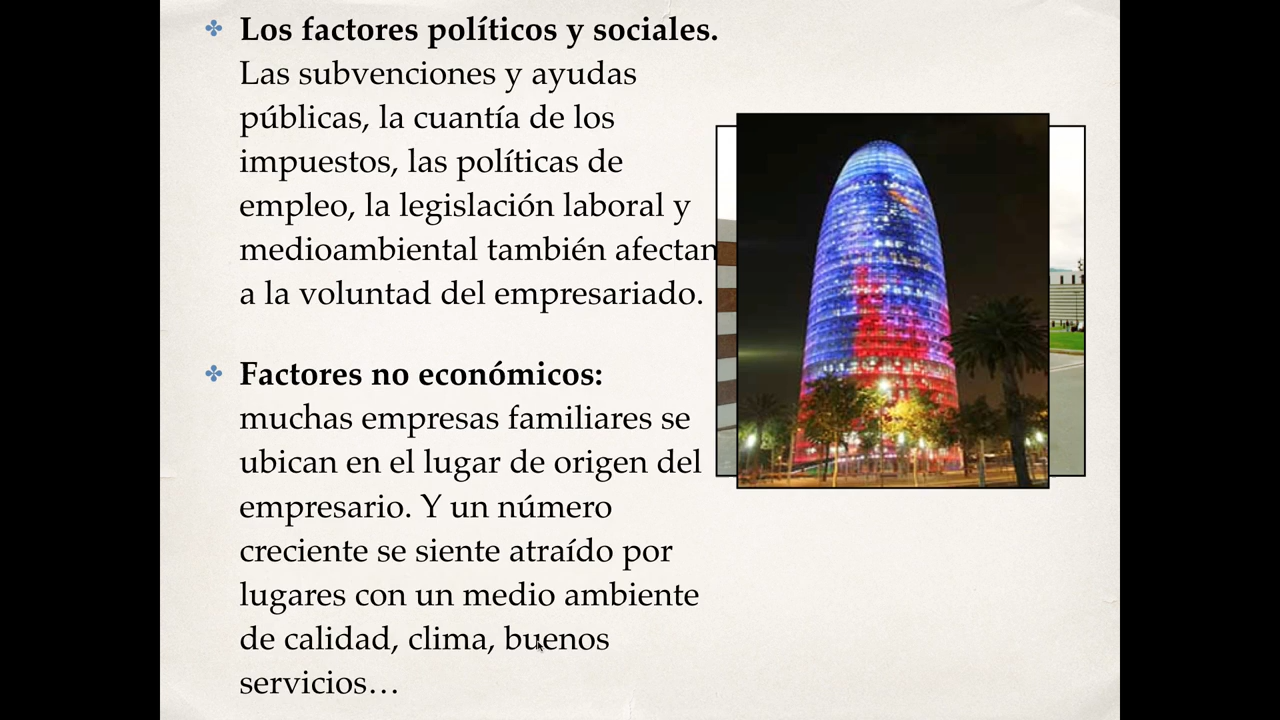 Los factores políticos y sociales.
Las subvenciones y ayudas
públicas, la cuantía de los
impuestos, las políticas de
empleo, la legislación laboral y
medioambiental también afectan
a la voluntad del empresariado.
Factores no económicos:
muchas empresas familiares se
ubican en el lugar de origen del
empresario. Y un número
creciente se siente atraído por
lugares con un medio ambiente
de calidad, clima, buenos
servicios…